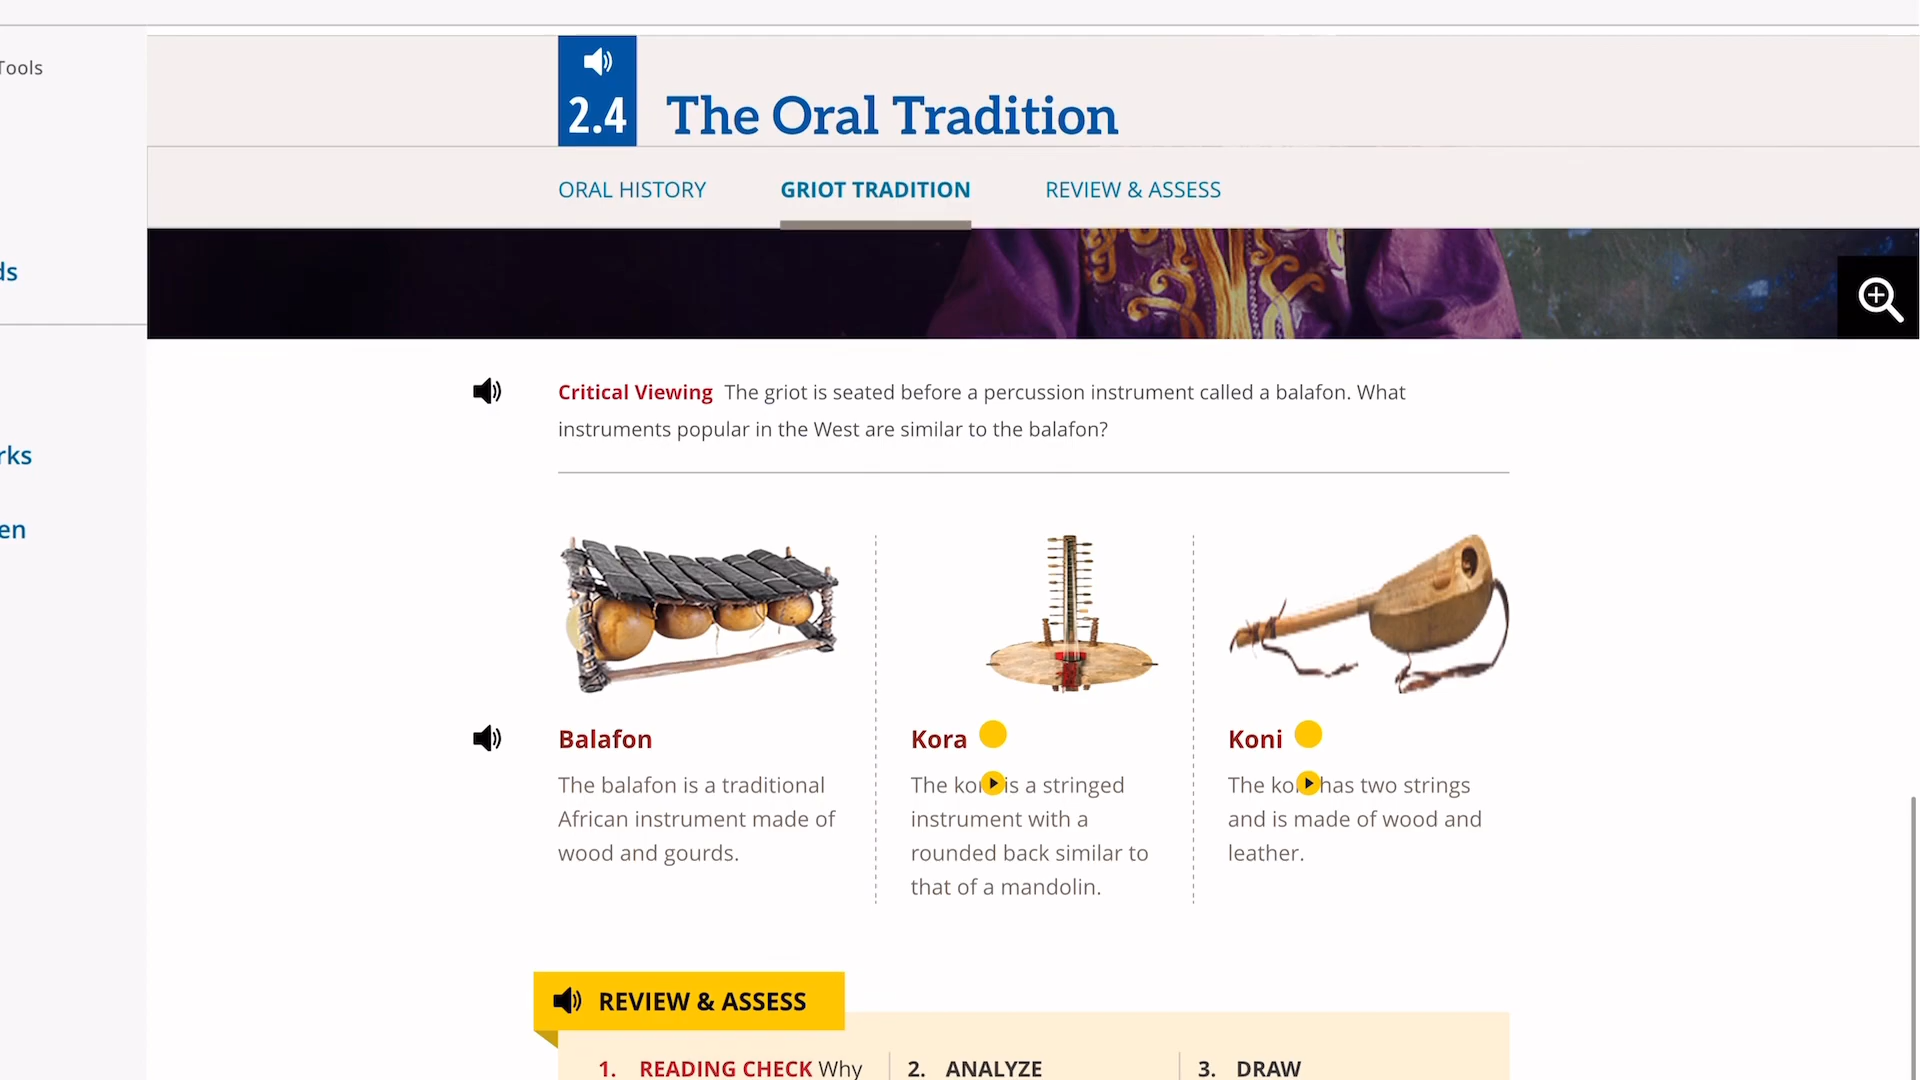 Tools
2.4 The Oral Tradition
ORAL HISTORY GRIOT TRADITION REVIEW & ASSESS
Critical Viewing The griot is seated before a percussion instrument called a balafon. What
instruments popular in the West are similar to the balafon?
Balafon
The balafon is a traditional
African instrument made of
wood and gourds.
Kora
The is a stringed
instrument with a
rounded back similar to
that of a mandolin.
Koni
The has two strings
and is made of wood and
leather.
REVIEW & ASSESS
1. READING CHECK Why
2. ANALYZE
3. DRAW